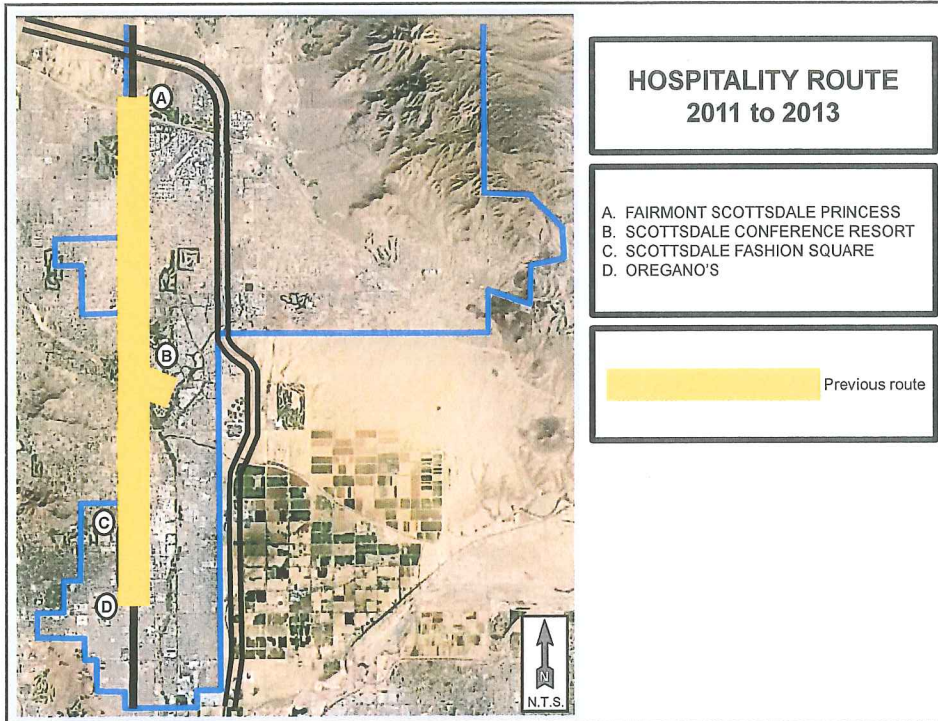 HOSPITALITY ROUTE
2011 to 2013
A. FAIRMONT SCOTTSDALE PRINCESS
B. SCOTTSDALE CONFERENCE RESORT
C. SCOTTSDALE FASHION SQUARE
D. OREGANO'S
Previous route
A
B
C
D
N
N.T.S.